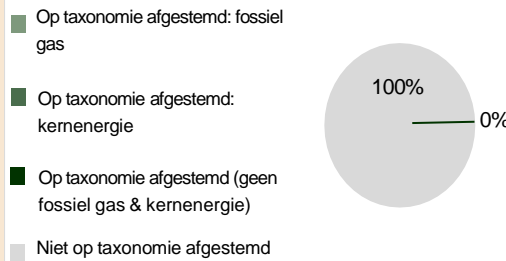 Op taxonomie afgestemd: fossiel
gas
Op taxonomie afgestemd:
kernenergie
Op taxonomie afgestemd (geen
fossiel gas & kernenergie)
Niet op taxonomie afgestemd
100%
0%